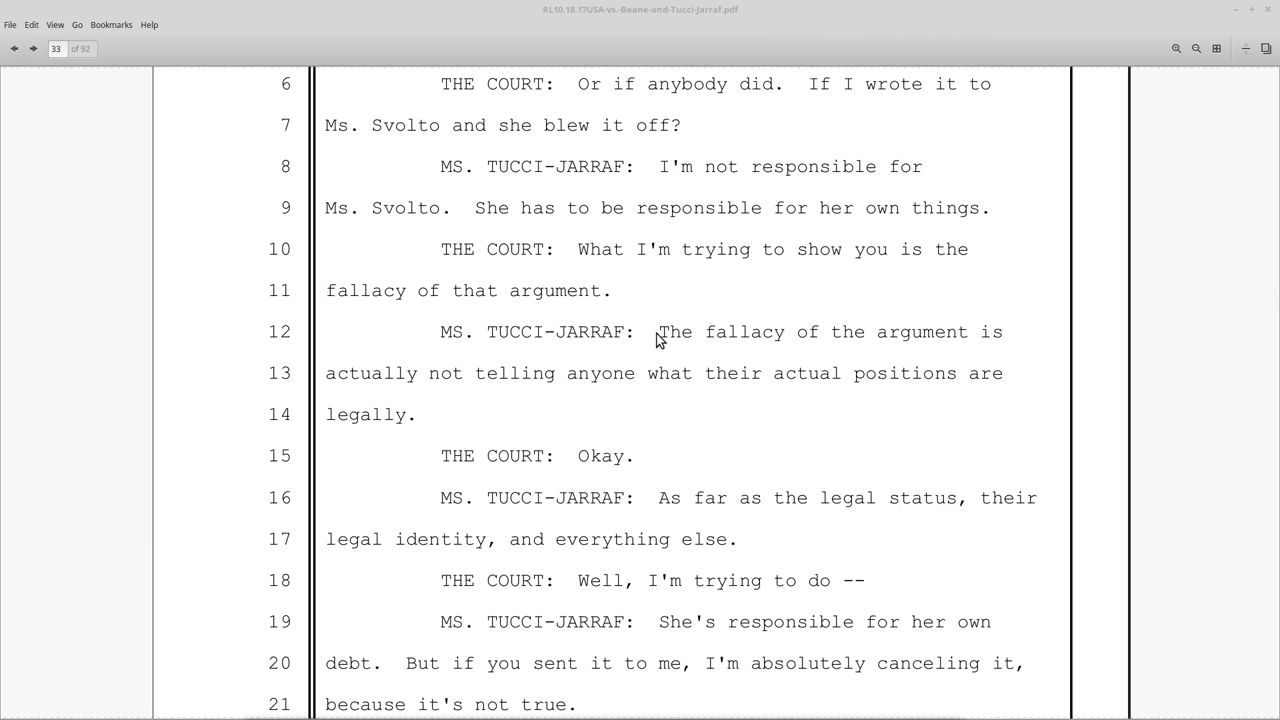 RL10.18.17USA-vs.-Beane-and-Tucci-Jarraf.pdf
File Edit View Go Bookmarks Help
33 of 92
6 THE COURT: Or if anybody did. If I wrote it to
7 Ms. Svolto and she blew it off?
8 MS. TUCCI-JARRAF: I'm not responsible for
9 Ms. Svolto. She has to be responsible for her own things.
10 THE COURT: What I'm trying to show you is the
11 fallacy of that argument.
12 MS. TUCCI-JARRAF: The fallacy of the argument is
13 actually not telling anyone what their actual positions are
14 legally.
15 THE COURT: Okay.
16 MS. TUCCI-JARRAF: As far as the legal status, their
17 legal identity, and everything else.
18 THE COURT: Well, I'm trying to do --
19 MS. TUCCI-JARRAF: She's responsible for her own
20 debt. But if you sent it to me, I'm absolutely canceling it,
21 because it's not true.